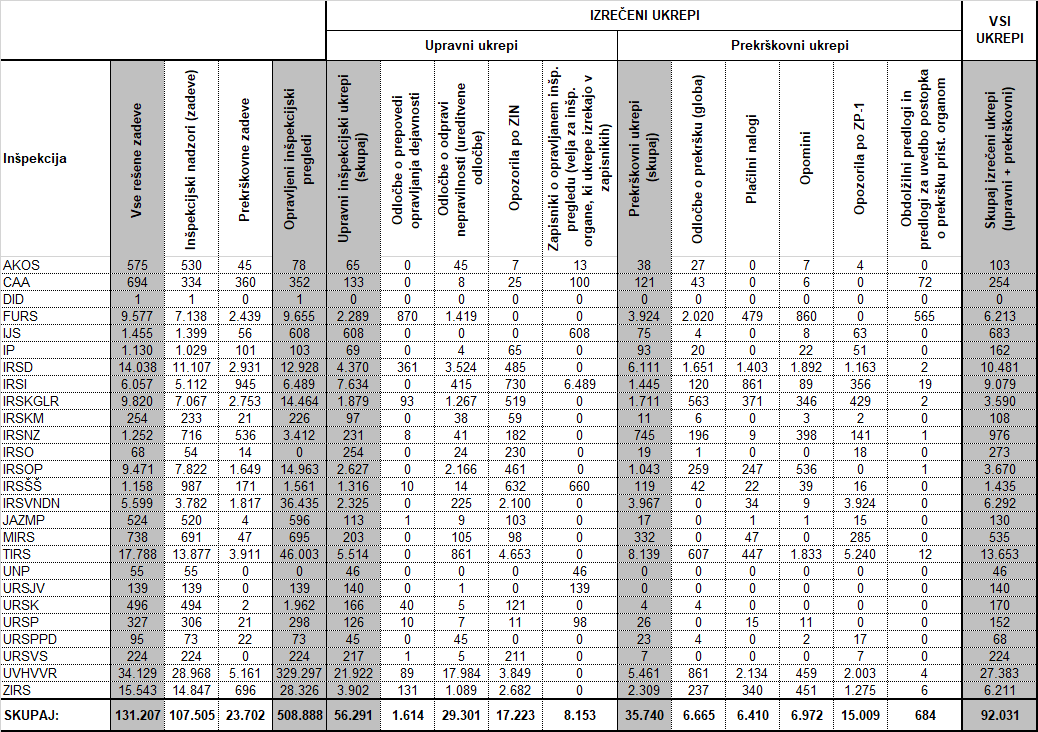 IZREČENI UKREPI
VSI
UKREPI
Upravni ukrepi
Prekrškovni ukrepi
Inšpekcija
Vse rešene zadeve
Inšpekcijski nadzori (zadeve)
Prekrškovne zadeve
Opravljeni inšpekcijski
pregledi
Upravni inšpekcijski ukrepi
(skupaj)
Odločbe o prepovedi
opravljanja dejavnosti
Odločbe o odpravi
nepravilnosti (ureditvene
odločbe)
Opozorila po ZIN
Zapisniki o opravljanem inšp.
pregledu (velja za inšp.
organe, ki ukrepe izrekajo v
zapisnikih)
Prekrškovni ukrepi
(skupaj)
Odločbe o prekršku (globa)
Plačilni nalogi
Opomini
Opozorila po ZP-1
Obdolžilni predlogi in
predlogi za uvedbo postopka
o prekršku prist. organom
Skupaj izrečeni ukrepi
(upravni + prekrškovni)
AKOS 575 530 45 78 65 0 45 7 13 38 27 0 7 4 0 103
CAA 694 334 360 352 133 0 8 25 100 121 43 0 6 0 72 254
DID 1 1 0 1 0 0 0 0 0 0 0 0 0 0 0 0
FURS 9.577 7.138 2.439 9.655 2.289 870 1.419 0 0 3.924 2.020 479 860 0 565 6.213
IJS 1.455 1.399 56 608 608 0 0 0 608 75 4 0 8 63 0 683
IP 1.130 1.029 101 103 69 0 4 65 0 93 20 0 22 51 0 162
IRSD 14.038 11.107 2.931 12.928 4.370 361 3.524 485 0 6.111 1.651 1.403 1.892 1.163 2 10.481
IRSI 6.057 5.112 945 6.489 7.634 0 415 730 6.489 1.445 120 861 89 356 19 9.079
IRSKGLR 9.820 7.067 2.753 14.464 1.879 93 1.267 519 0 1.711 563 371 346 429 2 3.590
IRSKM 254 233 21 226 97 0 38 59 0 11 6 0 3 2 0 108
IRSNZ 1.252 716 536 3.412 231 8 41 182 0 745 196 9 398 141 1 976
IRSO 68 54 14 0 254 0 24 230 0 19 1 0 0 18 0 273
IRSOP 9.471 7.822 1.649 14.963 2.627 0 2.166 461 0 1.043 259 247 536 0 1 3.670
IRSŠŠ 1.158 987 171 1.561 1.316 10 14 632 660 119 42 22 39 16 0 1.435
IRSVNDN 5.599 3.782 1.817 36.435 2.325 0 225 2.100 0 3.967 0 34 9 3.924 0 6.292
JAZMP 524 520 4 596 113 1 9 103 0 17 0 1 1 15 0 130
MIRS 738 691 47 695 203 0 105 98 0 332 0 47 0 285 0 535
TIRS 17.788 13.877 3.911 46.003 5.514 0 861 4.653 0 8.139 607 447 1.833 5.240 12 13.653
UNP 55 55 0 0 46 0 0 0 46 0 0 0 0 0 0 46
URSJV 139 139 0 139 140 0 1 0 139 0 0 0 0 0 0 140
URSK 496 494 2 1.962 166 40 5 121 0 4 4 0 0 0 0 170
URSP 327 306 21 298 126 10 7 11 98 26 0 15 11 0 0 152
URSPPD 95 73 22 73 45 0 45 0 0 23 4 0 2 17 0 68
URSVS 224 224 0 224 217 1 5 211 0 7 0 0 0 7 0 224
UVHVVR 34.129 28.968 5.161 329.297 21.922 89 17.984 3.849 0 5.461 861 2.134 459 2.003 4 27.383
ZIRS 15.543 14.847 696 28.326 3.902 131 1.089 2.682 0 2.309 237 340 451 1.275 6 6.211
SKUPAJ: 131.207 107.505 23.702 508.888 56.291 1.614 29.301 17.223 8.153 35.740 6.665 6.410 6.972 15.009 684 92.031